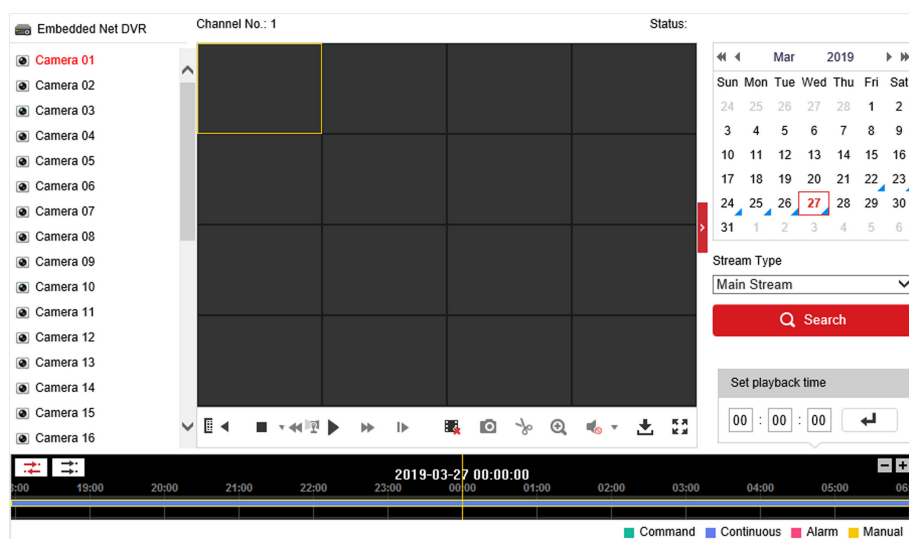 Embedded Net DVR
Channel No.: 1
Status:
Camera 01
Camera 02
Camera 03
Camera 04
Camera 05
Camera 06
Camera 07
Camera 08
Camera 09
Camera 10
Camera 11
Camera 12
Camera 13
Camera 14
Camera 15
Camera 16
Mar 2019
Sun Mon Tue Wed Thu Fri Sat
24 25 26 27 28 1 2
3 4 5 6 7 8 9
10 11 12 13 14 15 16
17 18 19 20 21 22 23
24 25 26 27 28 29 30
31 1 2 3 4 5 6
Stream Type
Main Stream
Search
Set playback time
00 : 00 : 00
2019-03-27 00:00:00
:00 19:00 20:00 21:00 22:00 23:00 00:00 01:00 02:00 03:00 04:00 05:00 06
Command Continuous Alarm Manual